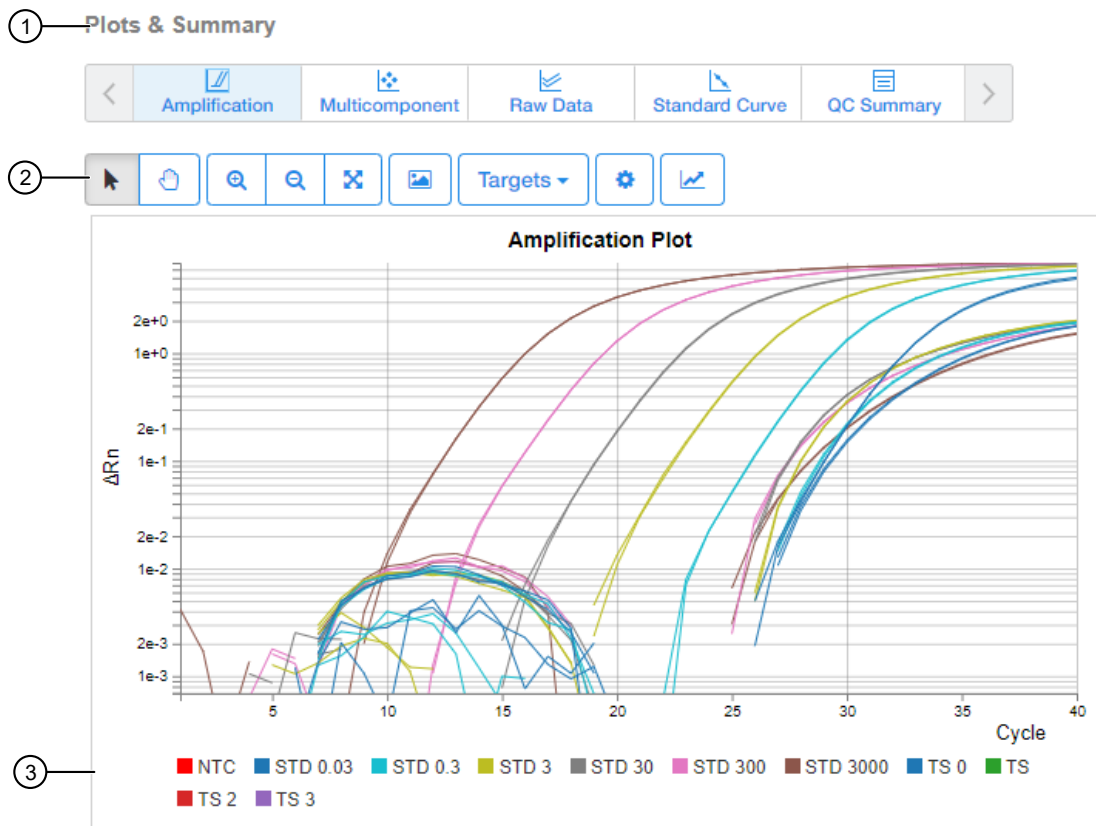 1
Plots & Summary
Amplification Multicomponent Raw Data Standard Curve QC Summary
2
Targets
Amplification Plot
2e+0
1e+0
2e-1
1e-1
2e-2
1e-2
2e-3
1e-3
ΔRn
5 10 15 20 25 30 35 40
Cycle
3
NTC STD 0.03 STD 0.3 STD 3 STD 30 STD 300 STD 3000 TS 0 TS
TS 2 TS 3